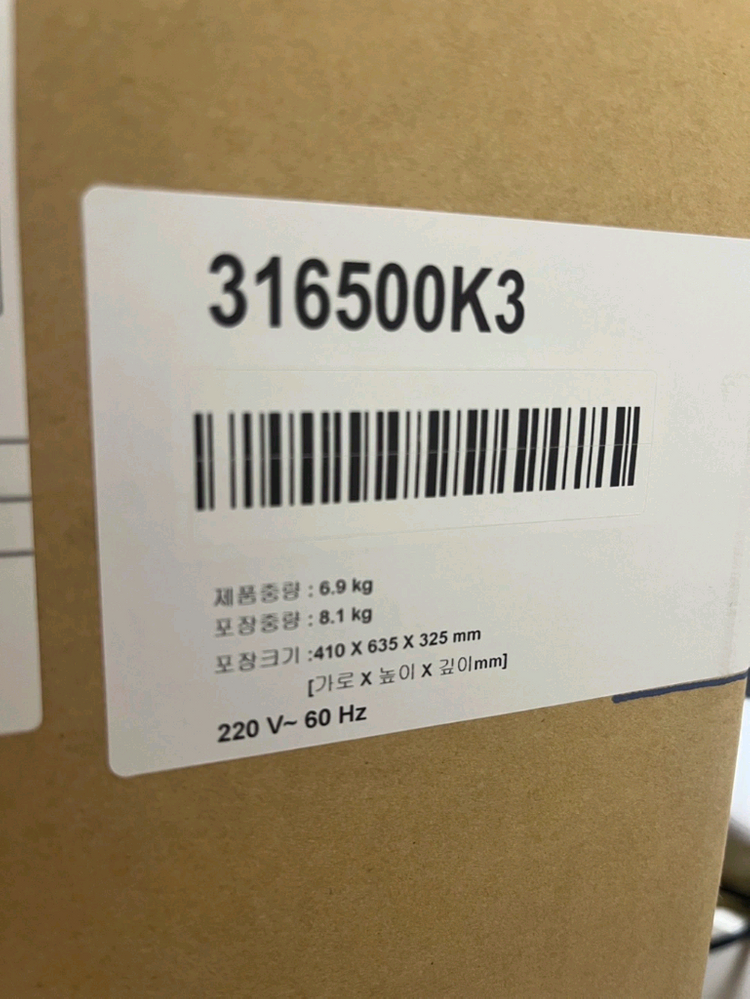 316500K3
제품중량 : 6.9 kg
포장중량 : 8.1 kg
포장크기 :410 X 635 X 325 mm
[가로 X 높이 X 깊이mm]
220 V~ 60 Hz